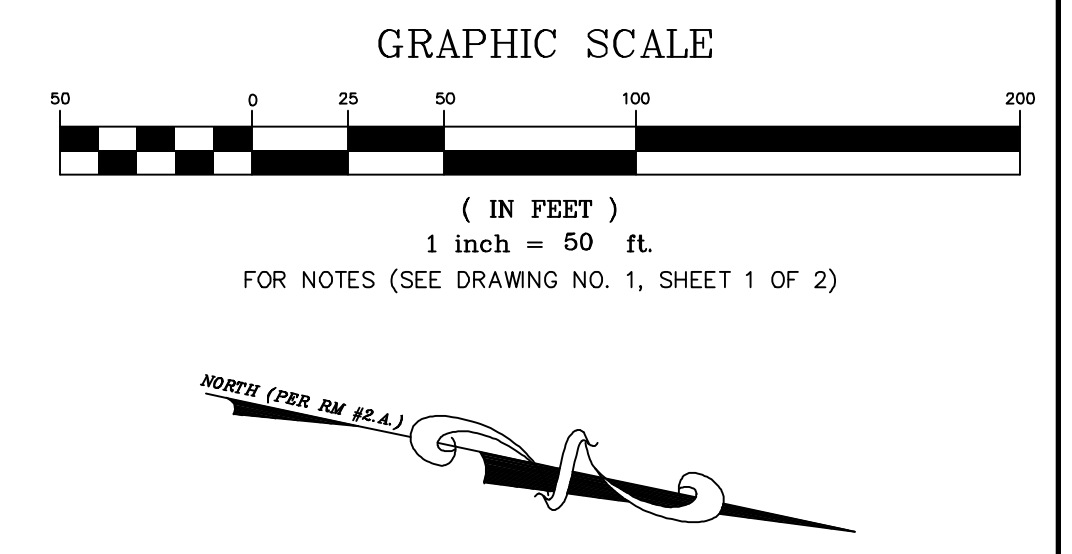 GRAPHIC SCALE
50 0 25 50 100 200
( IN FEET )
1 inch = 50 ft.
FOR NOTES (SEE DRAWING NO. 1, SHEET 1 OF 2)
NORTH (PER RM #2.A.)